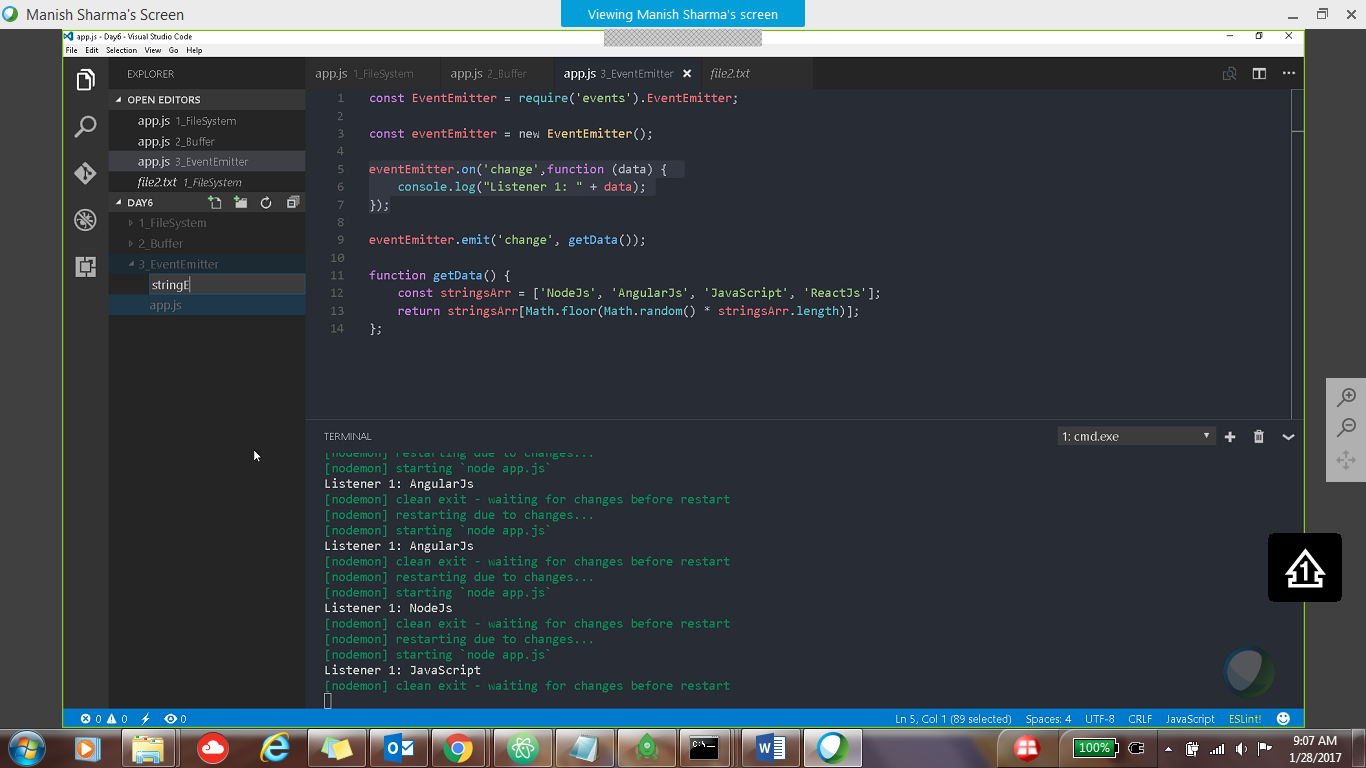 Manish Sharma's Screen
Viewing Manish Sharma's screen
app.js - Day6 - Visual Studio Code
File Edit Selection View Go Help
EXPLORER
OPEN EDITORS
app.js 1_FileSystem
app.js 2_Buffer
app.js 3_EventEmitter
file2.txt 1_FileSystem
DAY6
1_FileSystem
2_Buffer
3_EventEmitter
stringE
app.js
app.js 1_FileSystem app.js 2_Buffer app.js 3_EventEmitter file2.txt
1 const EventEmitter = require('events').EventEmitter;
2
3 const eventEmitter = new EventEmitter();
4
5 eventEmitter.on('change',function (data) {
6 console.log("Listener 1: " + data);
7 });
8
9 eventEmitter.emit('change', getData());
10
11 function getData() {
12 const stringsArr = ['NodeJs', 'AngularJs', 'JavaScript', 'ReactJs'];
13 return stringsArr[Math.floor(Math.random() * stringsArr.length)];
14 };
TERMINAL
1: cmd.exe
[nodemon] restarting due to changes...
[nodemon] starting `node app.js`
Listener 1: AngularJs
[nodemon] clean exit - waiting for changes before restart
[nodemon] restarting due to changes...
[nodemon] starting `node app.js`
Listener 1: AngularJs
[nodemon] clean exit - waiting for changes before restart
[nodemon] restarting due to changes...
[nodemon] starting `node app.js`
Listener 1: NodeJs
[nodemon] clean exit - waiting for changes before restart
[nodemon] restarting due to changes...
[nodemon] starting `node app.js`
Listener 1: JavaScript
[nodemon] clean exit - waiting for changes before restart
1
0 0 0
Ln 5, Col 1 (89 selected) Spaces: 4 UTF-8 CRLF JavaScript ESLint!
C:\_
100%
9:07 AM
1/28/2017